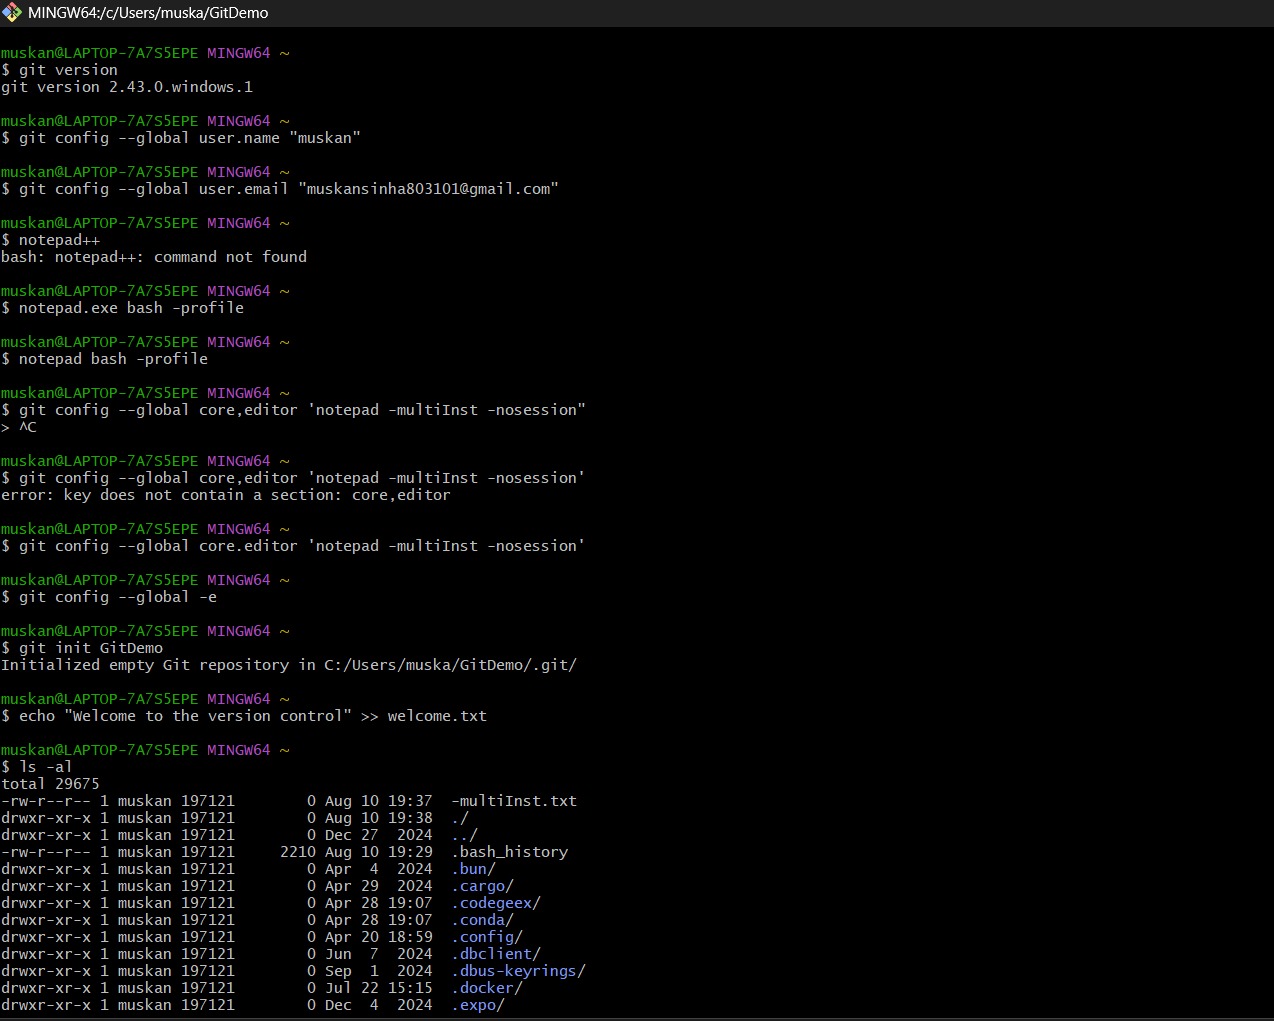 MINGW64:/c/Users/muska/GitDemo
muskan@LAPTOP-7A7S5EPE MINGW64 ~
$ git version
git version 2.43.0.windows.1
muskan@LAPTOP-7A7S5EPE MINGW64 ~
$ git config --global user.name "muskan"
muskan@LAPTOP-7A7S5EPE MINGW64 ~
$ git config --global user.email "muskansinha803101@gmail.com"
muskan@LAPTOP-7A7S5EPE MINGW64 ~
$ notepad++
bash: notepad++: command not found
muskan@LAPTOP-7A7S5EPE MINGW64 ~
$ notepad.exe bash -profile
muskan@LAPTOP-7A7S5EPE MINGW64 ~
$ notepad bash -profile
muskan@LAPTOP-7A7S5EPE MINGW64 ~
$ git config --global core,editor 'notepad -multiInst -nosession"
> ^C
muskan@LAPTOP-7A7S5EPE MINGW64 ~
$ git config --global core,editor 'notepad -multiInst -nosession'
error: key does not contain a section: core,editor
muskan@LAPTOP-7A7S5EPE MINGW64 ~
$ git config --global core.editor 'notepad -multiInst -nosession'
muskan@LAPTOP-7A7S5EPE MINGW64 ~
$ git config --global -e
muskan@LAPTOP-7A7S5EPE MINGW64 ~
$ git init GitDemo
Initialized empty Git repository in C:/Users/muska/GitDemo/.git/
muskan@LAPTOP-7A7S5EPE MINGW64 ~
$ echo "Welcome to the version control" >> welcome.txt
muskan@LAPTOP-7A7S5EPE MINGW64 ~
$ ls -al
total 29675
-rw-r--r-- 1 muskan 197121        0 Aug 10 19:37  -multiInst.txt
drwxr-xr-x 1 muskan 197121        0 Aug 10 19:38  ./
drwxr-xr-x 1 muskan 197121        0 Dec 27  2024  ../
-rw-r--r-- 1 muskan 197121     2210 Aug 10 19:29  .bash_history
drwxr-xr-x 1 muskan 197121        0 Apr  4  2024  .bun/
drwxr-xr-x 1 muskan 197121        0 Apr 29  2024  .cargo/
drwxr-xr-x 1 muskan 197121        0 Apr 28 19:07  .codegeex/
drwxr-xr-x 1 muskan 197121        0 Apr 28 19:07  .conda/
drwxr-xr-x 1 muskan 197121        0 Apr 20 18:59  .config/
drwxr-xr-x 1 muskan 197121        0 Jun  7  2024  .dbclient/
drwxr-xr-x 1 muskan 197121        0 Sep  1  2024  .dbus-keyrings/
drwxr-xr-x 1 muskan 197121        0 Jul 22 15:15  .docker/
drwxr-xr-x 1 muskan 197121        0 Dec  4  2024  .expo/